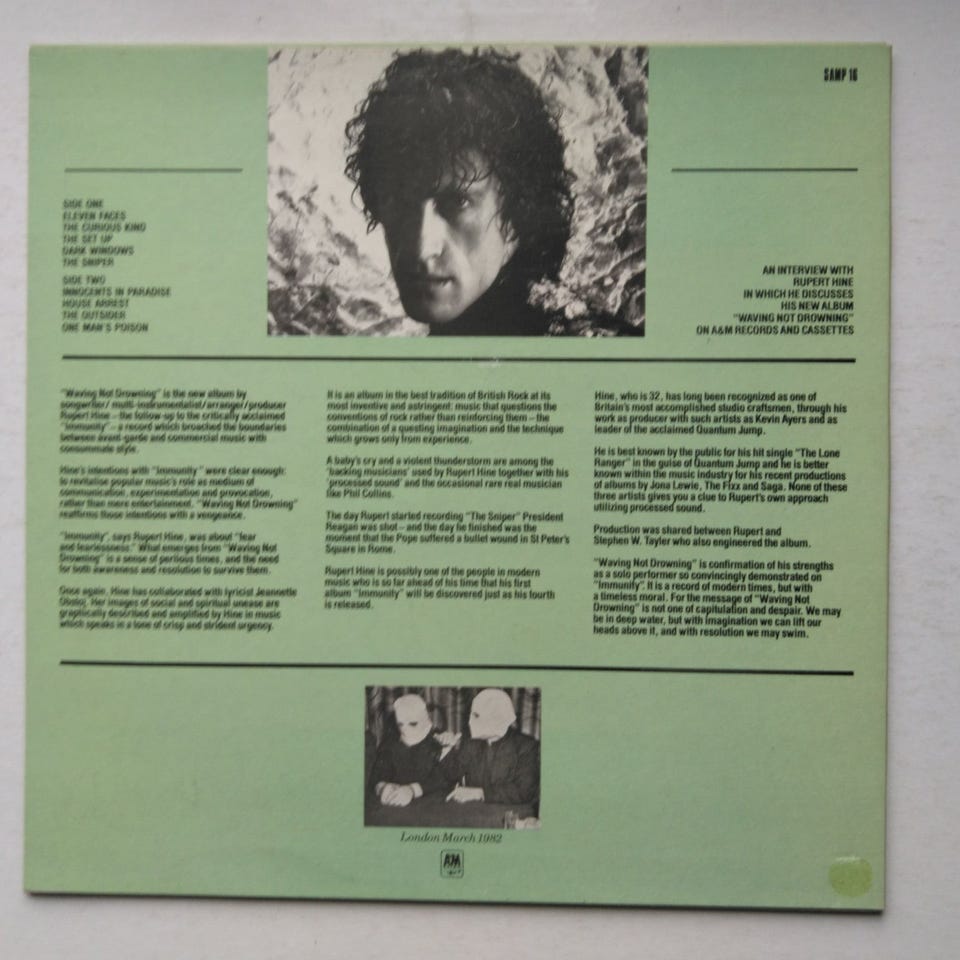 SAMP 16
SIDE ONE
ELEVEN FACES
THE CURIOUS KIND
THE SET UP
DARK WINDOWS
THE SNIPER
SIDE TWO
INNOCENTS IN PARADISE
HOUSE ARREST
THE OUTSIDER
ONE MAN'S POISON
AN INTERVIEW WITH
RUPERT HINE
IN WHICH HE DISCUSSES
HIS NEW ALBUM
"WAVING NOT DROWNING"
ON A&M RECORDS AND CASSETTES
"Waving Not Drowning" is the new album by
songwriter/ multi-instrumentalist/arranger/producer
Rupert Hine – the follow-up to the critically acclaimed
"Immunity" – a record which broached the boundaries
between avant-garde and commercial music with
consummate style.
Hine's intentions with "Immunity" were clear enough:
to revitalise popular music's role as medium of
communication, experimentation and provocation,
rather than mere entertainment. "Waving Not Drowning"
reaffirms those intentions with a vengeance.
"Immunity", says Rupert Hine, was about "fear
and fearlessness." What emerges from "Waving Not
Drowning" is a sense of perilous times, and the need
for both awareness and resolution to survive them.
Once again, Hine has collaborated with lyricist Jeannette
Obstoj. Her images of social and spiritual unease are
graphically described and amplified by Hine in music
which speaks in a tone of crisp and strident urgency.
It is an album in the best tradition of British Rock at its
most inventive and astringent: music that questions the
conventions of rock rather than reinforcing them – the
combination of a questing imagination and the technique
which grows only from experience.
A baby's cry and a violent thunderstorm are among the
'backing musicians' used by Rupert Hine together with his
'processed sound' and the occasional rare real musician
like Phil Collins.
The day Rupert started recording "The Sniper" President
Reagan was shot – and the day he finished was the
moment that the Pope suffered a bullet wound in St Peter's
Square in Rome.
Rupert Hine is possibly one of the people in modern
music who is so far ahead of his time that his first
album "Immunity" will be discovered just as his fourth
is released.
Hine, who is 32, has long been recognized as one of
Britain's most accomplished studio craftsmen, through his
work as producer with such artists as Kevin Ayers and as
leader of the acclaimed Quantum Jump.
He is best known by the public for his hit single "The Lone
Ranger" in the guise of Quantum Jump and he is better
known within the music industry for his recent productions
of albums by Jona Lewie, The Fixx and Saga. None of these
three artists gives you a clue to Rupert's own approach
utilizing processed sound.
Production was shared between Rupert and
Stephen W. Tayler who also engineered the album.
"Waving Not Drowning" is confirmation of his strengths
as a solo performer so convincingly demonstrated on
"Immunity". It is a record of modern times, but with
a timeless moral. For the message of "Waving Not
Drowning" is not one of capitulation and despair. We may
be in deep water, but with imagination we can lift our
heads above it, and with resolution we may swim.
London March 1982
A&M